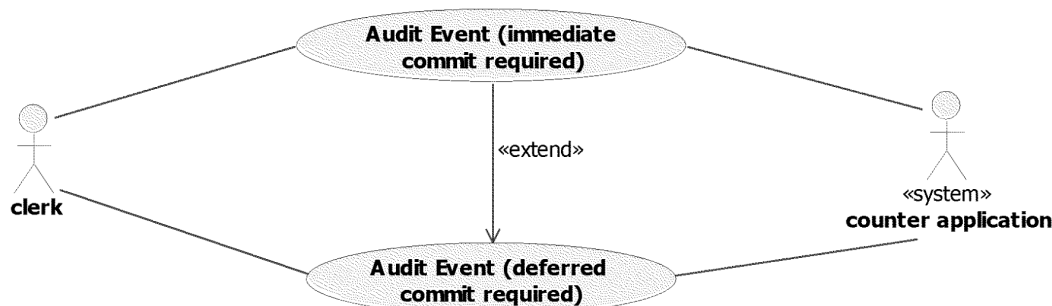 Audit Event (immediate
commit required)
«extend»
clerk
«system»
counter application
Audit Event (deferred
commit required)